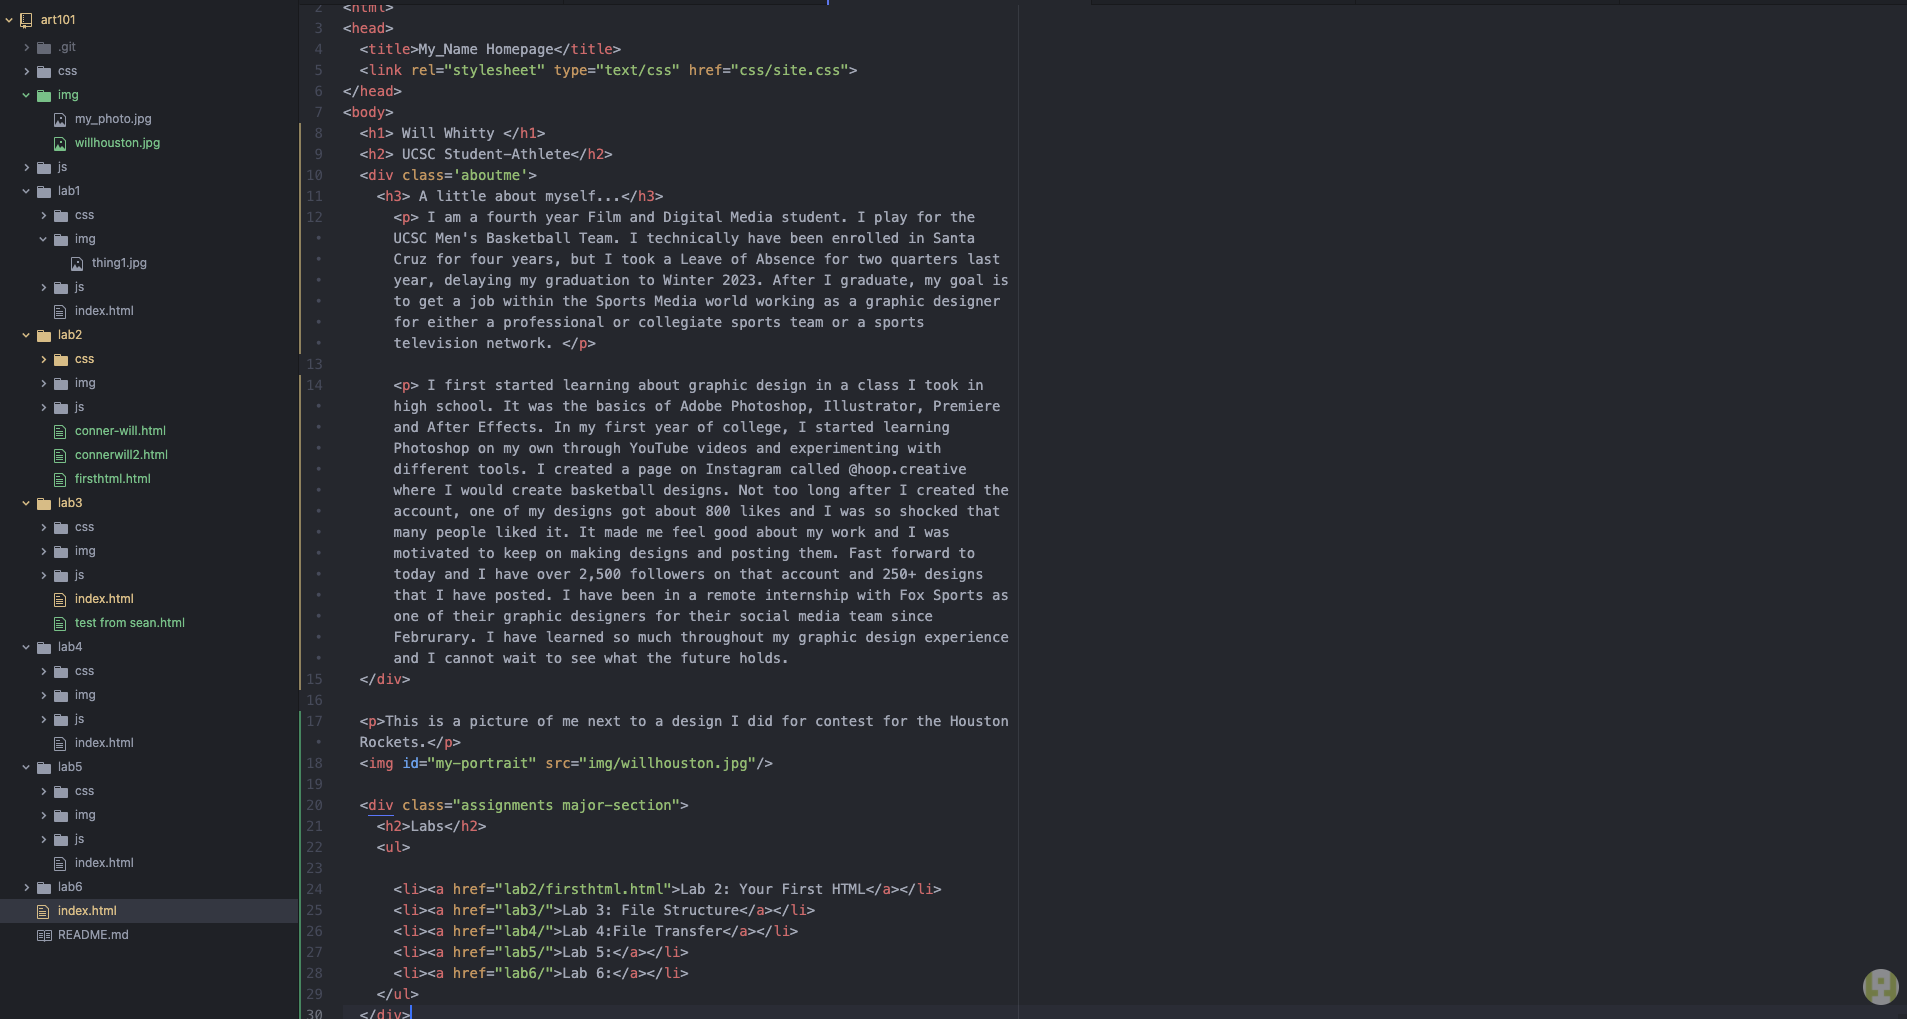 art101
.git
css
img
my_photo.jpg
willhouston.jpg
js
lab1
css
img
thing1.jpg
js
index.html
lab2
css
img
js
conner-will.html
connerwill2.html
firsthtml.html
lab3
css
img
js
index.html
test from sean.html
lab4
css
img
js
index.html
lab5
css
img
js
index.html
lab6
index.html
README.md
2 <html>
3 <head>
4 <title>My_Name Homepage</title>
5 <link rel="stylesheet" type="text/css" href="css/site.css">
6 </head>
7 <body>
8 <h1> Will Whitty </h1>
9 <h2> UCSC Student-Athlete</h2>
10 <div class='aboutme'>
11 <h3> A little about myself...</h3>
12 <p> I am a fourth year Film and Digital Media student. I play for the
• UCSC Men's Basketball Team. I technically have been enrolled in Santa
• Cruz for four years, but I took a Leave of Absence for two quarters last
• year, delaying my graduation to Winter 2023. After I graduate, my goal is
• to get a job within the Sports Media world working as a graphic designer
• for either a professional or collegiate sports team or a sports
• television network. </p>
13
14 <p> I first started learning about graphic design in a class I took in
• high school. It was the basics of Adobe Photoshop, Illustrator, Premiere
• and After Effects. In my first year of college, I started learning
• Photoshop on my own through YouTube videos and experimenting with
• different tools. I created a page on Instagram called @hoop.creative
• where I would create basketball designs. Not too long after I created the
• account, one of my designs got about 800 likes and I was so shocked that
• many people liked it. It made me feel good about my work and I was
• motivated to keep on making designs and posting them. Fast forward to
• today and I have over 2,500 followers on that account and 250+ designs
• that I have posted. I have been in a remote internship with Fox Sports as
• one of their graphic designers for their social media team since
• Februrary. I have learned so much throughout my graphic design experience
• and I cannot wait to see what the future holds.
15 </div>
16
17 <p>This is a picture of me next to a design I did for contest for the Houston
• Rockets.</p>
18 <img id="my-portrait" src="img/willhouston.jpg"/>
19
20 <div class="assignments major-section">
21 <h2>Labs</h2>
22 <ul>
23
24 <li><a href="lab2/firsthtml.html">Lab 2: Your First HTML</a></li>
25 <li><a href="lab3/">Lab 3: File Structure</a></li>
26 <li><a href="lab4/">Lab 4:File Transfer</a></li>
27 <li><a href="lab5/">Lab 5:</a></li>
28 <li><a href="lab6/">Lab 6:</a></li>
29 </ul>
30 </div>